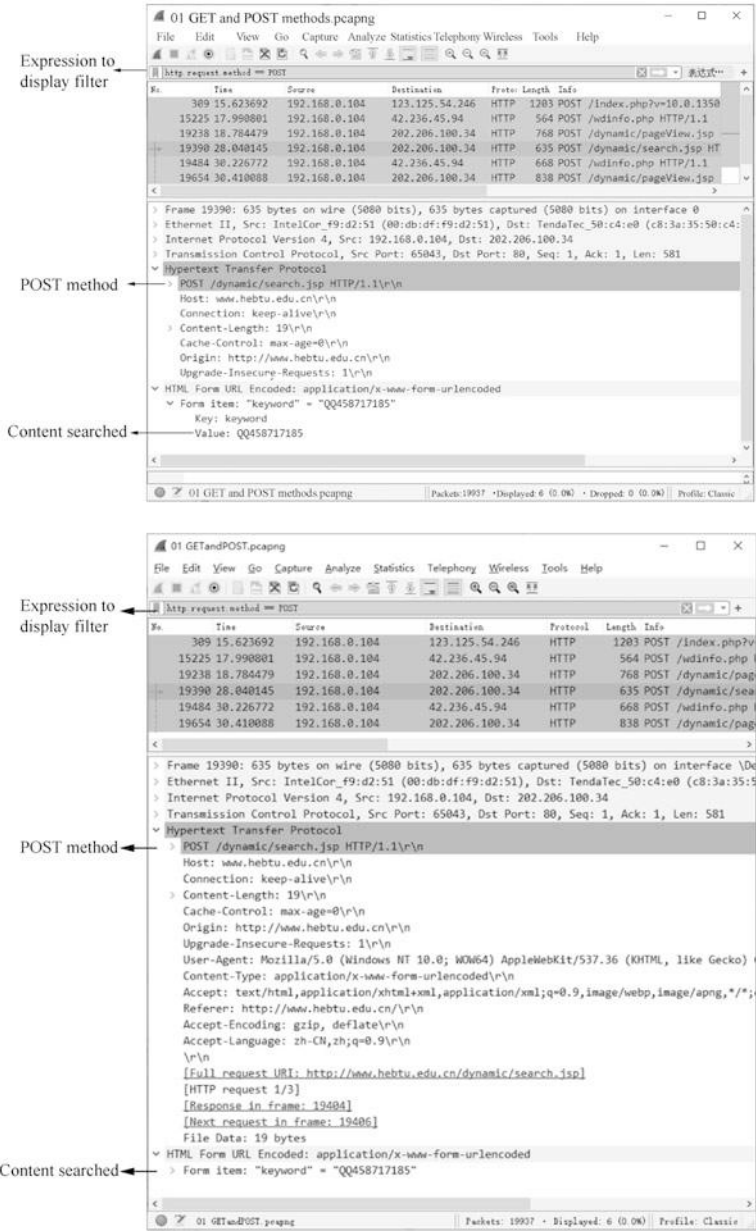 01 GET and POST methods.pcapng
File Edit View Go Capture Analyze Statistics Telephony Wireless Tools Help
Expression to
display filter
http.request.method == POST 表达式…
No. Time Source Destination Protoc Length Info
309 15.623692 192.168.0.104 123.125.54.246 HTTP 1203 POST /index.php?v=10.0.1350
15225 17.990801 192.168.0.104 42.236.45.94 HTTP 564 POST /wdinfo.php HTTP/1.1
19238 18.784479 192.168.0.104 202.206.100.34 HTTP 768 POST /dynamic/pageView.jsp
19390 28.040145 192.168.0.104 202.206.100.34 HTTP 635 POST /dynamic/search.jsp HT
19484 30.226772 192.168.0.104 42.236.45.94 HTTP 668 POST /wdinfo.php HTTP/1.1
19654 30.410088 192.168.0.104 202.206.100.34 HTTP 838 POST /dynamic/pageView.jsp
Frame 19390: 635 bytes on wire (5080 bits), 635 bytes captured (5080 bits) on interface 0
Ethernet II, Src: IntelCor_f9:d2:51 (00:db:df:f9:d2:51), Dst: TendaTec_50:c4:e0 (c8:3a:35:50:c4:
Internet Protocol Version 4, Src: 192.168.0.104, Dst: 202.206.100.34
Transmission Control Protocol, Src Port: 65043, Dst Port: 80, Seq: 1, Ack: 1, Len: 581
Hypertext Transfer Protocol
POST method
POST /dynamic/search.jsp HTTP/1.1\r\n
Host: www.hebtu.edu.cn\r\n
Connection: keep-alive\r\n
Content-Length: 19\r\n
Cache-Control: max-age=0\r\n
Origin: http://www.hebtu.edu.cn\r\n
Upgrade-Insecure-Requests: 1\r\n
HTML Form URL Encoded: application/x-www-form-urlencoded
Form item: "keyword" = "QQ458717185"
Key: keyword
Content searched
Value: QQ458717185
01 GET and POST methods.pcapng Packets:19937 · Displayed: 6 (0.0%) · Dropped: 0 (0.0%) Profile: Classic
01 GETandPOST.pcapng
File Edit View Go Capture Analyze Statistics Telephony Wireless Tools Help
Expression to
display filter
http.request.method == POST
No. Time Source Destination Protocol Length Info
309 15.623692 192.168.0.104 123.125.54.246 HTTP 1203 POST /index.php?v
15225 17.990801 192.168.0.104 42.236.45.94 HTTP 564 POST /wdinfo.php
19238 18.784479 192.168.0.104 202.206.100.34 HTTP 768 POST /dynamic/pag
19390 28.040145 192.168.0.104 202.206.100.34 HTTP 635 POST /dynamic/sea
19484 30.226772 192.168.0.104 42.236.45.94 HTTP 668 POST /wdinfo.php
19654 30.410088 192.168.0.104 202.206.100.34 HTTP 838 POST /dynamic/pag
Frame 19390: 635 bytes on wire (5080 bits), 635 bytes captured (5080 bits) on interface \De
Ethernet II, Src: IntelCor_f9:d2:51 (00:db:df:f9:d2:51), Dst: TendaTec_50:c4:e0 (c8:3a:35:5
Internet Protocol Version 4, Src: 192.168.0.104, Dst: 202.206.100.34
Transmission Control Protocol, Src Port: 65043, Dst Port: 80, Seq: 1, Ack: 1, Len: 581
Hypertext Transfer Protocol
POST method
POST /dynamic/search.jsp HTTP/1.1\r\n
Host: www.hebtu.edu.cn\r\n
Connection: keep-alive\r\n
Content-Length: 19\r\n
Cache-Control: max-age=0\r\n
Origin: http://www.hebtu.edu.cn\r\n
Upgrade-Insecure-Requests: 1\r\n
User-Agent: Mozilla/5.0 (Windows NT 10.0; WOW64) AppleWebKit/537.36 (KHTML, like Gecko)
Content-Type: application/x-www-form-urlencoded\r\n
Accept: text/html,application/xhtml+xml,application/xml;q=0.9,image/webp,image/apng,*/*;
Referer: http://www.hebtu.edu.cn/\r\n
Accept-Encoding: gzip, deflate\r\n
Accept-Language: zh-CN,zh;q=0.9\r\n
\r\n
[Full request URI: http://www.hebtu.edu.cn/dynamic/search.jsp]
[HTTP request 1/3]
[Response in frame: 19404]
[Next request in frame: 19406]
File Data: 19 bytes
HTML Form URL Encoded: application/x-www-form-urlencoded
Content searched
Form item: "keyword" = "QQ458717185"
01 GETandPOST.pcapng Packets: 19937 · Displayed: 6 (0.0%) Profile: Classic